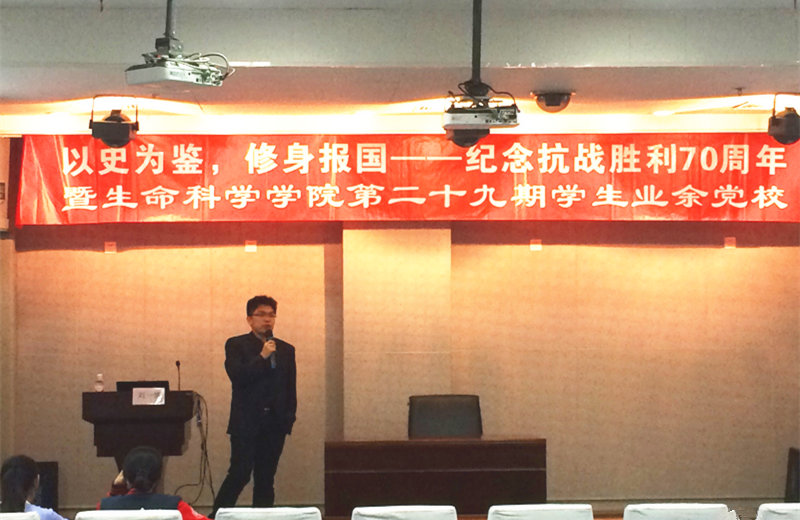 以史为鉴，修身报国——纪念抗战胜利70周年
暨生命科学学院第二十九期学生业余党校